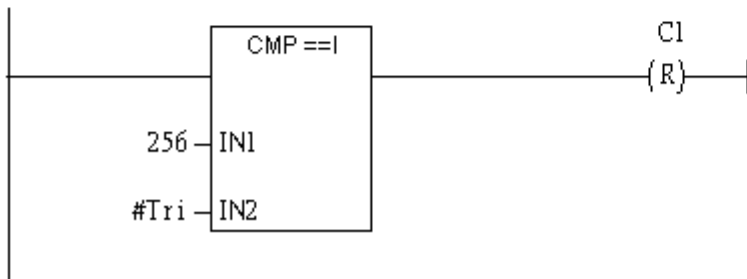 CMP ==I
C1
(R)
256
IN1
#Tri
IN2